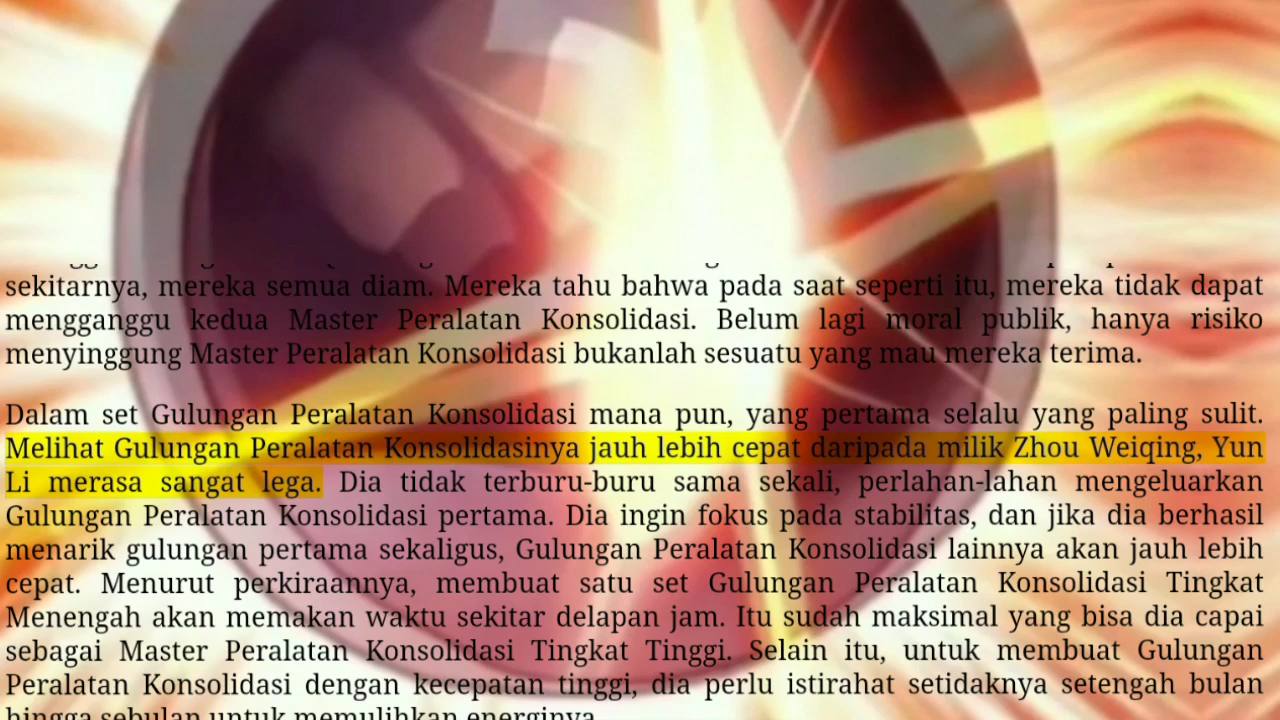 sekitarnya, mereka semua diam. Mereka tahu bahwa pada saat seperti itu, mereka tidak dapat
mengganggu kedua Master Peralatan Konsolidasi. Belum lagi moral publik, hanya risiko
menyinggung Master Peralatan Konsolidasi bukanlah sesuatu yang mau mereka terima.
Dalam set Gulungan Peralatan Konsolidasi mana pun, yang pertama selalu yang paling sulit.
Melihat Gulungan Peralatan Konsolidasinya jauh lebih cepat daripada milik Zhou Weiqing, Yun
Li merasa sangat lega. Dia tidak terburu-buru sama sekali, perlahan-lahan mengeluarkan
Gulungan Peralatan Konsolidasi pertama. Dia ingin fokus pada stabilitas, dan jika dia berhasil
menarik gulungan pertama sekaligus, Gulungan Peralatan Konsolidasi lainnya akan jauh lebih
cepat. Menurut perkiraannya, membuat satu set Gulungan Peralatan Konsolidasi Tingkat
Menengah akan memakan waktu sekitar delapan jam. Itu sudah maksimal yang bisa dia capai
sebagai Master Peralatan Konsolidasi Tingkat Tinggi. Selain itu, untuk membuat Gulungan
Peralatan Konsolidasi dengan kecepatan tinggi, dia perlu istirahat setidaknya setengah bulan
hingga sebulan untuk memulihkan energinya.